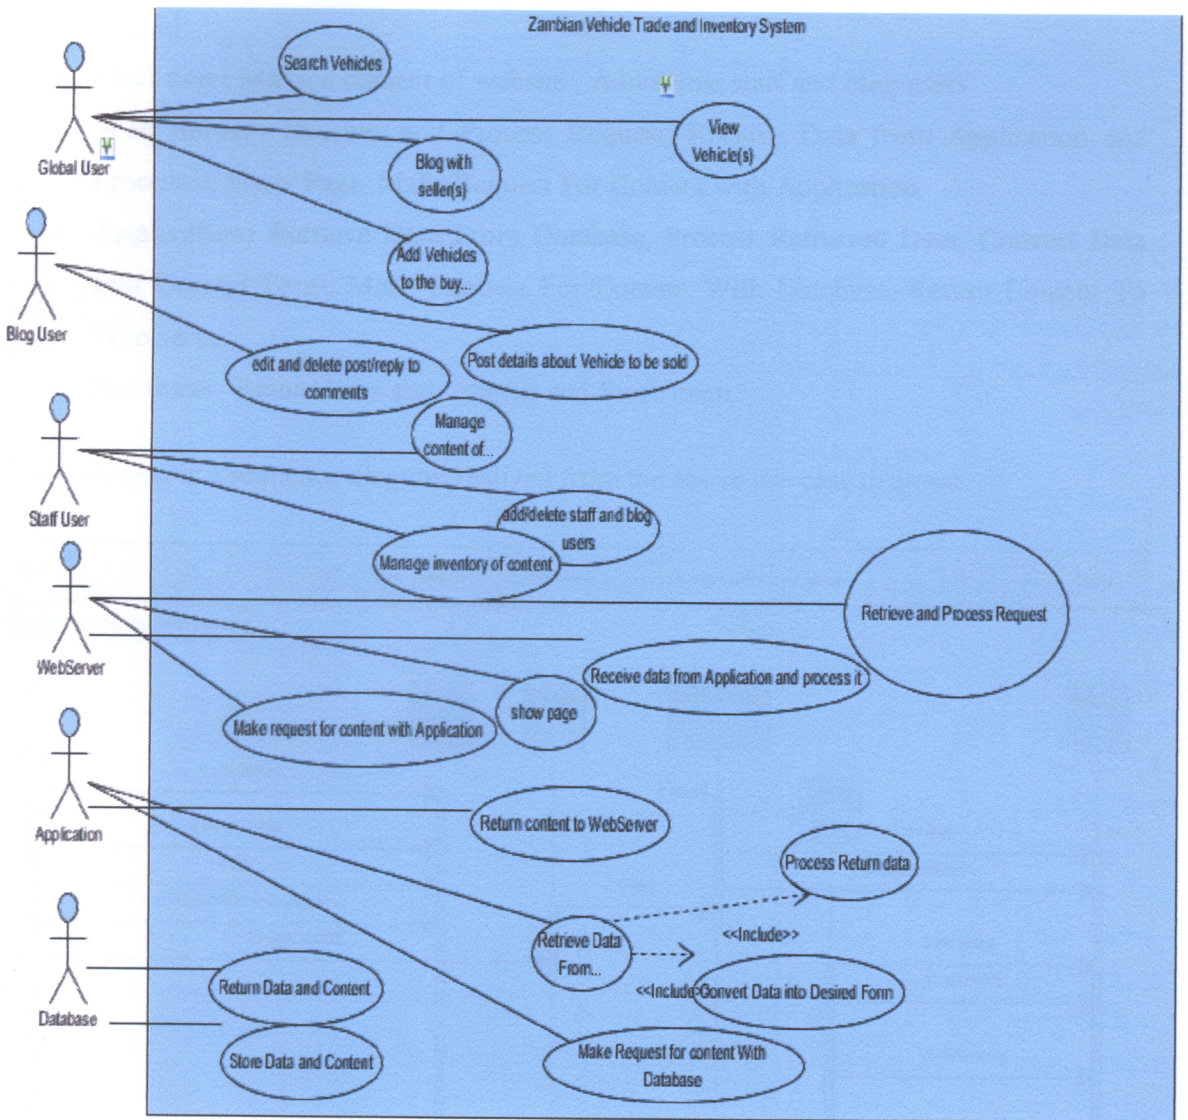 Zambian Vehicle Trade and Inventory System
Search Vehicles
View
Vehicle(s)
Global User
Blog with
seller(s)
Add Vehicles
to the buy...
Blog User
Post details about Vehicle to be sold
edit and delete post/reply to
comments
Manage
content of...
Staff User
add/delete staff and blog
users
Manage inventory of content
Retrieve and Process Request
WebServer
Receive data from Application and process it
show page
Make request for content with Application
Application
Return content to WebServer
Process Return data
<<Include>>
Retrieve Data
From...
<<Include>
Convert Data into Desired Form
Return Data and Content
Database
Store Data and Content
Make Request for content With
Database